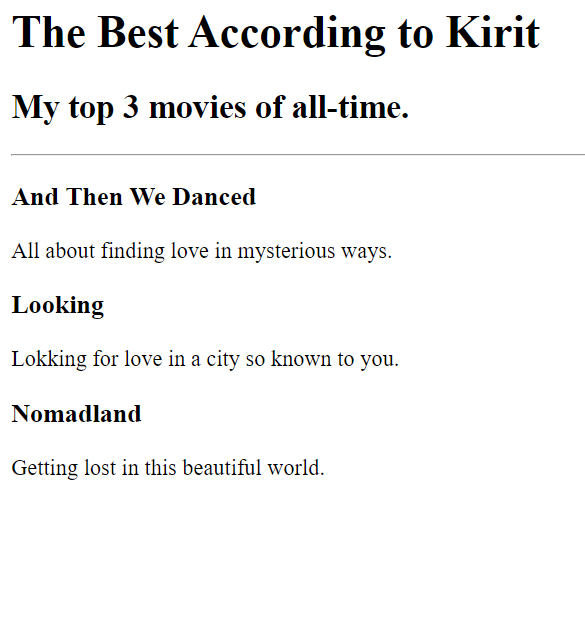 The Best According to Kirit
My top 3 movies of all-time.
And Then We Danced
All about finding love in mysterious ways.
Looking
Lokking for love in a city so known to you.
Nomadland
Getting lost in this beautiful world.